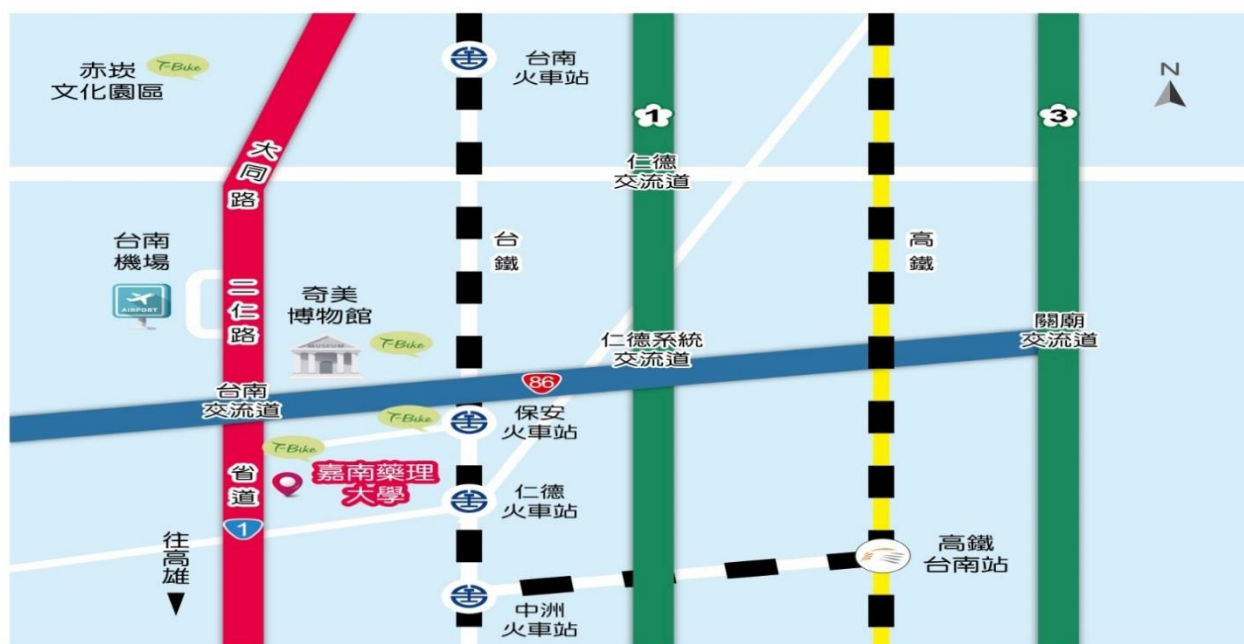 赤崁
文化園區
T-Bike
台南
火車站
1
3
N
大同路
仁德
交流道
台南
機場
AIRPORT
二仁路
奇美
博物館
MUSEUM
T-Bike
台鐵
高鐵
仁德系統
交流道
關廟
交流道
86
台南
交流道
T-Bike
保安
火車站
T-Bike
嘉南藥理
大學
省道
1
仁德
火車站
往高雄
高鐵
台南站
中洲
火車站